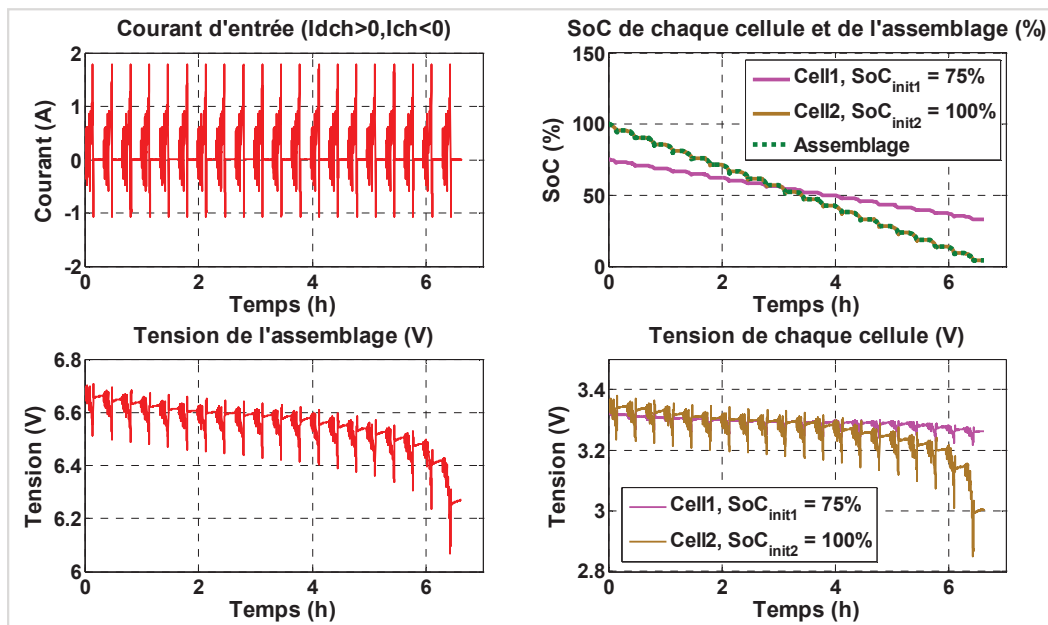 Courant d'entrée (Idch>0,Ich<0)
2
1
0
-1
-2
Courant (A)
0
2
4
6
Temps (h)
SoC de chaque cellule et de l'assemblage (%)
150
100
50
0
SoC (%)
Cell1, SoCinit1 = 75%
Cell2, SoCinit2 = 100%
Assemblage
0
2
4
6
Temps (h)
Tension de l'assemblage (V)
6.8
6.6
6.4
6.2
6
Tension (V)
0
2
4
6
Temps (h)
Tension de chaque cellule (V)
3.4
3.2
3
2.8
Tension (V)
Cell1, SoCinit1 = 75%
Cell2, SoCinit2 = 100%
0
2
4
6
Temps (h)